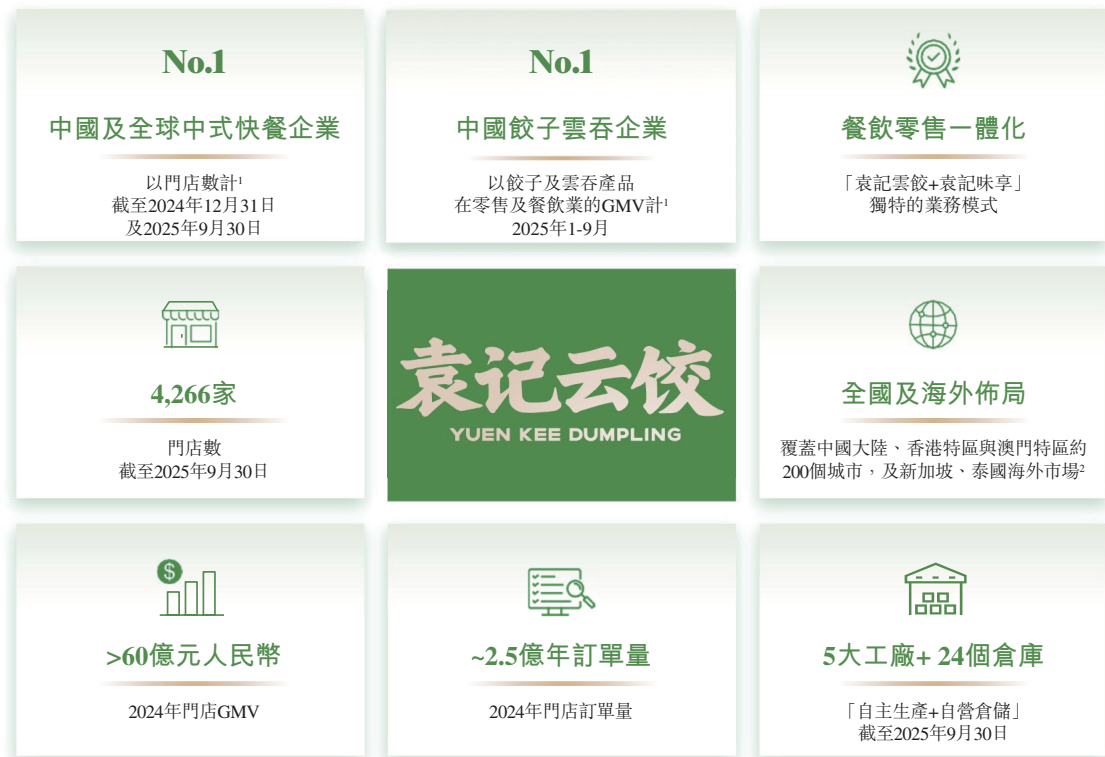 No.1
中國及全球中式快餐企業
以門店數計¹
截至2024年12月31日
及2025年9月30日
No.1
中國餃子雲吞企業
以餃子及雲吞產品
在零售及餐飲業的GMV計¹
2025年1-9月
餐飲零售一體化
「袁記雲餃+袁記味享」
獨特的業務模式
4,266家
門店數
截至2025年9月30日
袁记云饺
YUEN KEE DUMPLING
全國及海外佈局
覆蓋中國大陸、香港特區與澳門特區約
200個城市，及新加坡、泰國海外市場²
$
>60億元人民幣
2024年門店GMV
~2.5億年訂單量
2024年門店訂單量
5大工廠+ 24個倉庫
「自主生產+自營倉儲」
截至2025年9月30日